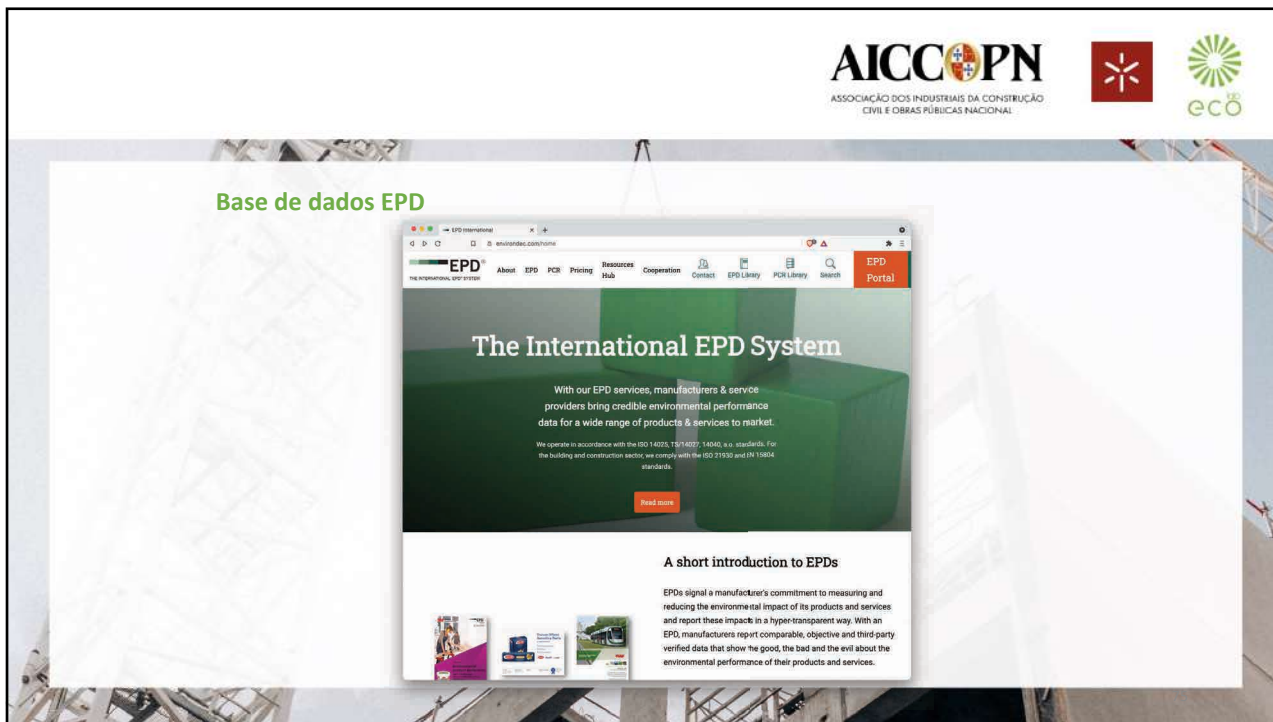 AICCOPN
ASSOCIAÇÃO DOS INDUSTRIAIS DA CONSTRUÇÃO
CIVIL E OBRAS PÚBLICAS NACIONAL
lab
eco
Base de dados EPD
EPD International
environdec.com/home
EPD®
THE INTERNATIONAL EPD® SYSTEM
About EPD PCR Pricing Resources Hub Cooperation Contact EPD Library PCR Library Search EPD Portal
The International EPD System
With our EPD services, manufacturers & service
providers bring credible environmental performance
data for a wide range of products & services to market.
We operate in accordance with the ISO 14025, TS/14027, 14040, a.o. standards. For
the building and construction sector, we comply with the ISO 21930 and EN 15804
standards.
Read more
A short introduction to EPDs
EPDs signal a manufacturer's commitment to measuring and
reducing the environmental impact of its products and services
and report these impacts in a hyper-transparent way. With an
EPD, manufacturers report comparable, objective and third-party
verified data that show the good, the bad and the evil about the
environmental performance of their products and services.